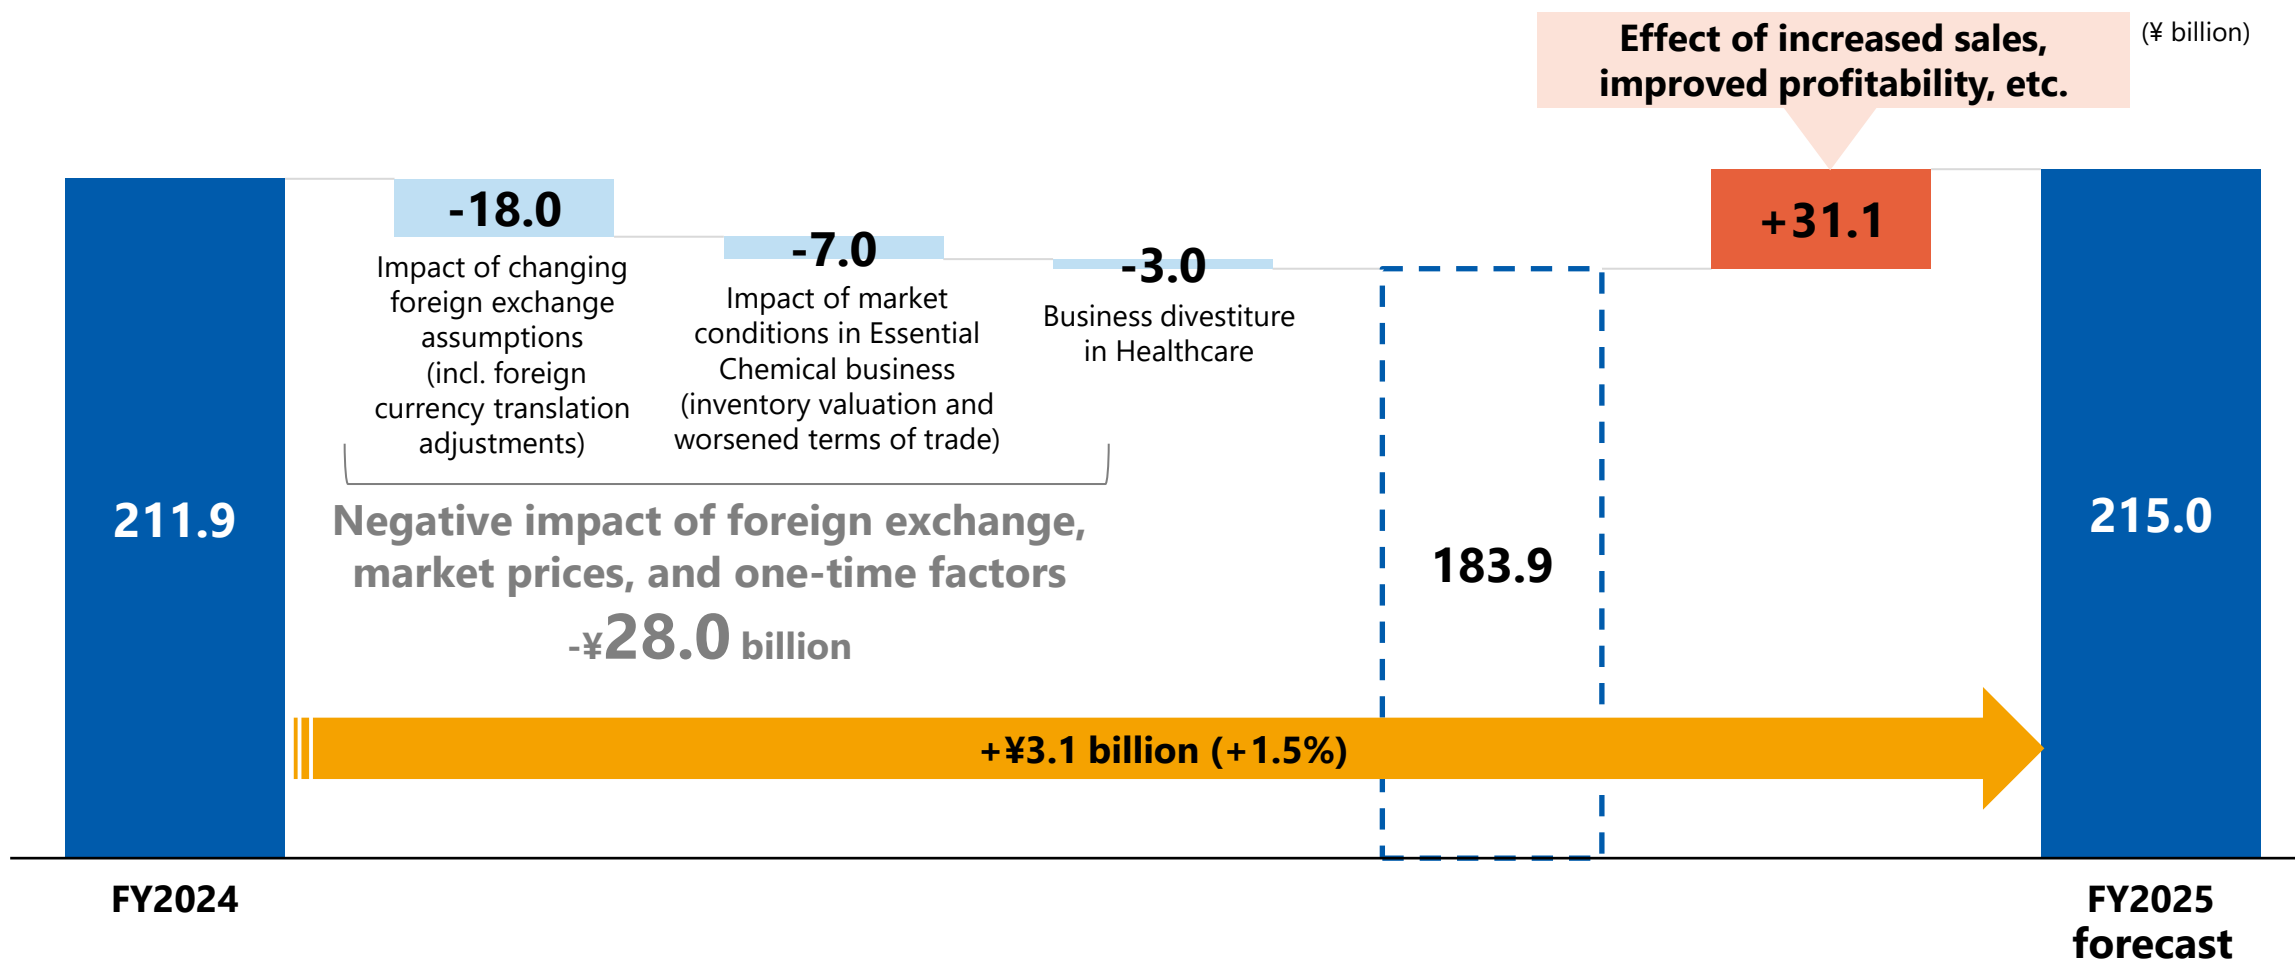 Effect of increased sales,
improved profitability, etc.
(¥ billion)
211.9
-18.0
Impact of changing
foreign exchange
assumptions
(incl. foreign
currency translation
adjustments)
-7.0
Impact of market
conditions in Essential
Chemical business
(inventory valuation and
worsened terms of trade)
-3.0
Business divestiture
in Healthcare
Negative impact of foreign exchange,
market prices, and one-time factors
-¥28.0 billion
183.9
+31.1
215.0
+¥3.1 billion (+1.5%)
FY2024
FY2025
forecast